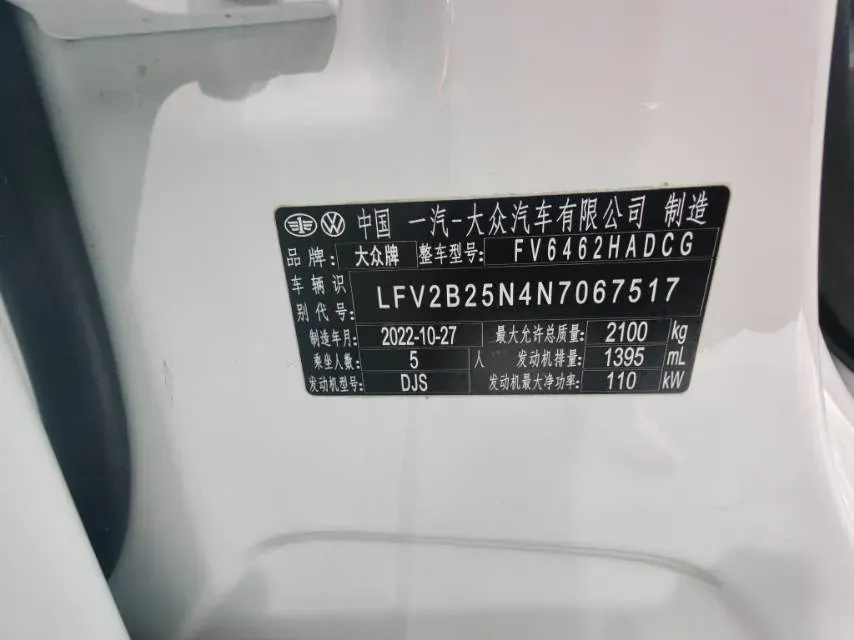 中国 一汽-大众汽车有限公司 制造
品牌: 大众牌 整车型号: FV6462HADCG
车辆识别代号: LFV2B25N4N7067517
制造年月: 2022-10-27 最大允许总质量: 2100 kg
乘坐人数: 5 人 发动机排量: 1395 mL
发动机型号: DJS 发动机最大净功率: 110 kW